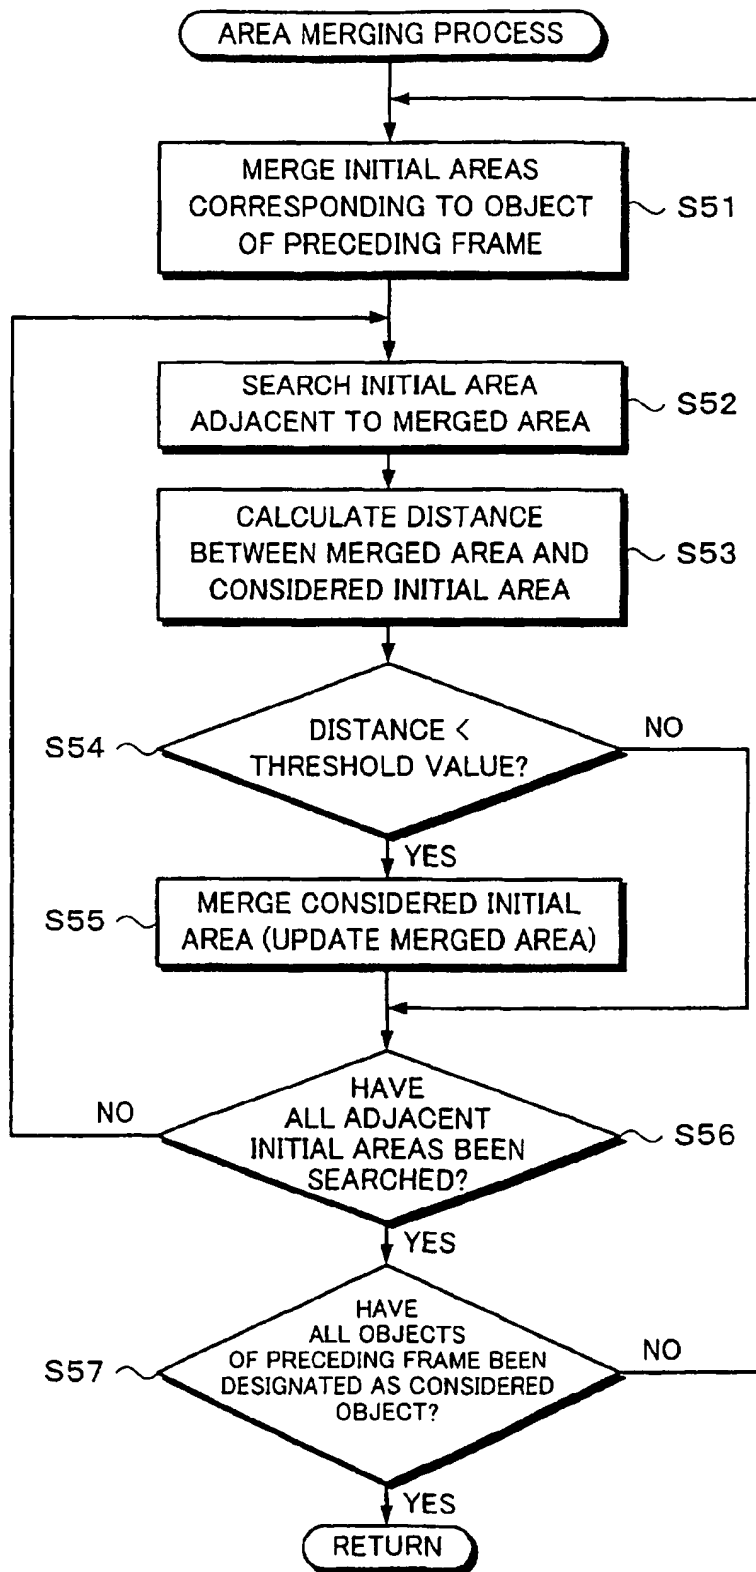 AREA MERGING PROCESS
MERGE INITIAL AREAS
CORRESPONDING TO OBJECT
OF PRECEDING FRAME
S51
SEARCH INITIAL AREA
ADJACENT TO MERGED AREA
S52
CALCULATE DISTANCE
BETWEEN MERGED AREA AND
CONSIDERED INITIAL AREA
S53
S54
DISTANCE <
THRESHOLD VALUE?
NO
YES
S55
MERGE CONSIDERED INITIAL
AREA (UPDATE MERGED AREA)
NO
HAVE
ALL ADJACENT
INITIAL AREAS BEEN
SEARCHED?
S56
YES
S57
HAVE
ALL OBJECTS
OF PRECEDING FRAME BEEN
DESIGNATED AS CONSIDERED
OBJECT?
NO
YES
RETURN